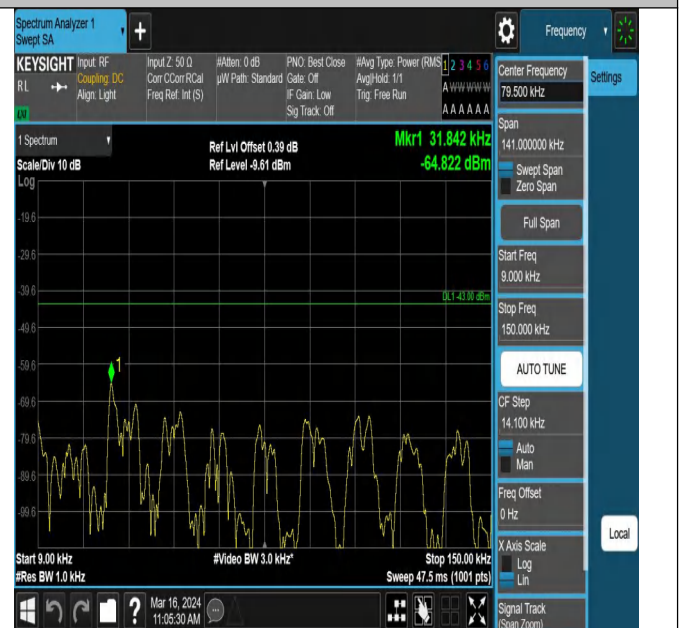 Spectrum Analyzer 1
Swept SA
Frequency
KEYSIGHT
RL
Input: RF
Coupling: DC
Align: Light
Input Z: 50 Ω
Corr CCorr RCal
Freq Ref: Int (S)
#Atten: 0 dB
µW Path: Standard
PNO: Best Close
Gate: Off
IF Gain: Low
Sig Track: Off
#Avg Type: Power (RMS
Avg|Hold: 1/1
Trig: Free Run
1 2 3 4 5 6
A W W W W W
A A A A A A
LXI
1 Spectrum
Scale/Div 10 dB
Log
Ref Lvl Offset 0.39 dB
Ref Level -9.61 dBm
Mkr1 31.842 kHz
-64.822 dBm
-19.6
-29.6
-39.6
-49.6
-59.6
-69.6
-79.6
-89.6
-99.6
DL1 -43.00 dBm
1
Start 9.00 kHz
#Res BW 1.0 kHz
#Video BW 3.0 kHz*
Stop 150.00 kHz
Sweep 47.5 ms (1001 pts)
Mar 16, 2024
11:05:30 AM
Center Frequency
79.500 kHz
Settings
Span
141.000000 kHz
Swept Span
Zero Span
Full Span
Start Freq
9.000 kHz
Stop Freq
150.000 kHz
AUTO TUNE
CF Step
14.100 kHz
Auto
Man
Freq Offset
0 Hz
X Axis Scale
Log
Lin
Local
Signal Track
(Span Zoom)